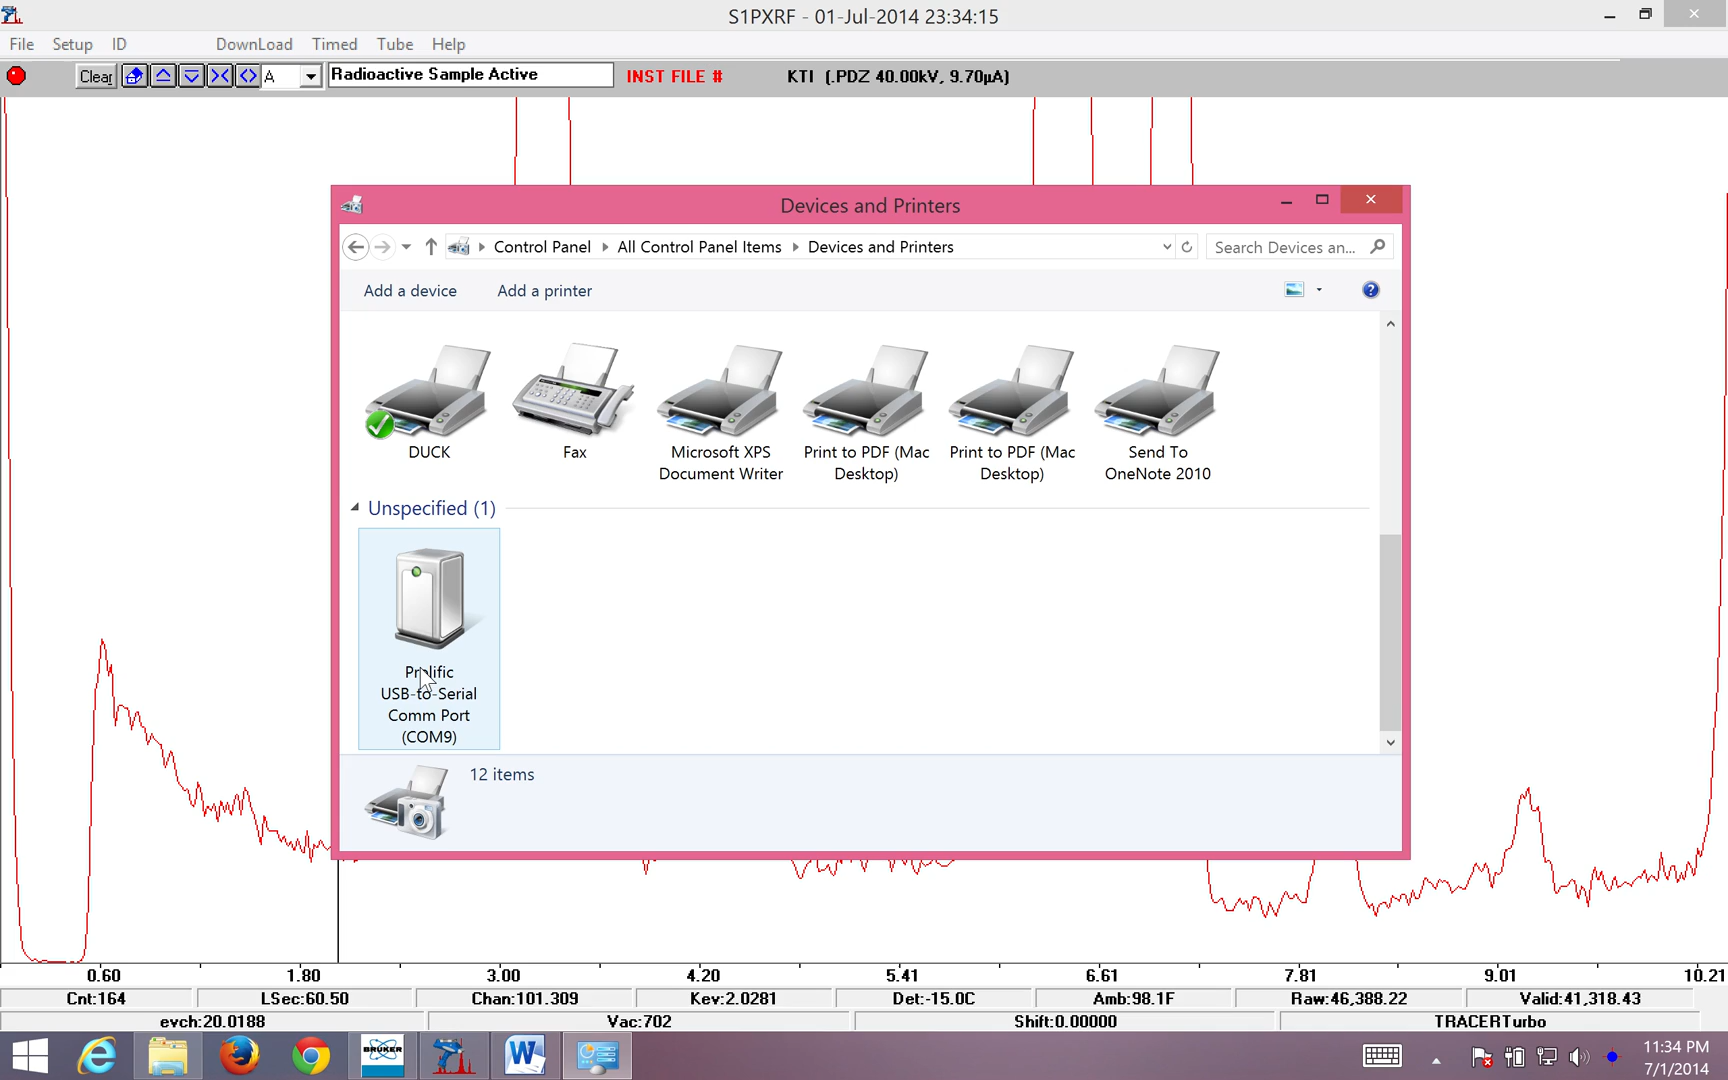 S1PXRF - 01-Jul-2014 23:34:15
File Setup ID DownLoad Timed Tube Help
Clear A Radioactive Sample Active INST FILE # KTI (.PDZ 40.00kV, 9.70µA)
Devices and Printers
Control Panel All Control Panel Items Devices and Printers Search Devices an...
Add a device Add a printer
DUCK
Fax
Microsoft XPS
Document Writer
Print to PDF (Mac
Desktop)
Print to PDF (Mac
Desktop)
Send To
OneNote 2010
Unspecified (1)
Prolific
USB-to-Serial
Comm Port
(COM9)
12 items
0.60 1.80 3.00 4.20 5.41 6.61 7.81 9.01 10.21
Cnt:164 LSec:60.50 Chan:101.309 Kev:2.0281 Det:-15.0C Amb:98.1F Raw:46,388.22 Valid:41,318.43
evch:20.0188 Vac:702 Shift:0.00000 TRACERTurbo
BRUKER
11:34 PM
7/1/2014